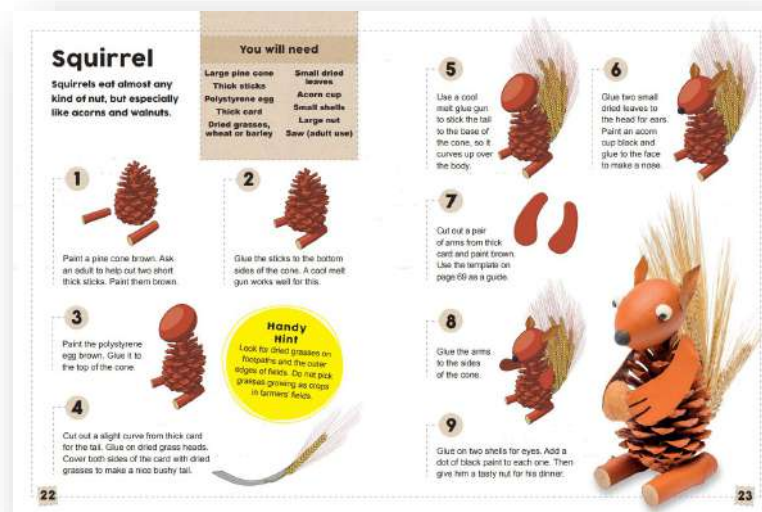 Squirrel
Squirrels eat almost any
kind of nut, but especially
like acorns and walnuts.
You will need
Large pine cone
Thick sticks
Polystyrene egg
Thick card
Dried grasses,
wheat or barley
Small dried
leaves
Acorn cup
Small shells
Large nut
Saw (adult use)
1
Paint a pine cone brown. Ask
an adult to help cut two short
thick sticks. Paint them brown.
2
Glue the sticks to the bottom
sides of the cone. A cool melt
gun works well for this.
3
Paint the polystyrene
egg brown. Glue it to
the top of the cone.
Handy
Hint
Look for dried grasses on
footpaths and the outer
edges of fields. Do not pick
grasses growing as crops
in farmers' fields.
4
Cut out a slight curve from thick card
for the tail. Glue on dried grass heads.
Cover both sides of the card with dried
grasses to make a nice bushy tail.
22
5
Use a cool
melt glue gun
to stick the tail
to the base of
the cone, so it
curves up over
the body.
6
Glue two small
dried leaves to
the head for ears.
Paint an acorn
cup black and
glue to the face
to make a nose.
7
Cut out a pair
of arms from thick
card and paint brown.
Use the template on
page 69 as a guide.
8
Glue the arms
to the sides
of the cone.
9
Glue on two shells for eyes. Add a
dot of black paint to each one. Then
give him a tasty nut for his dinner.
23